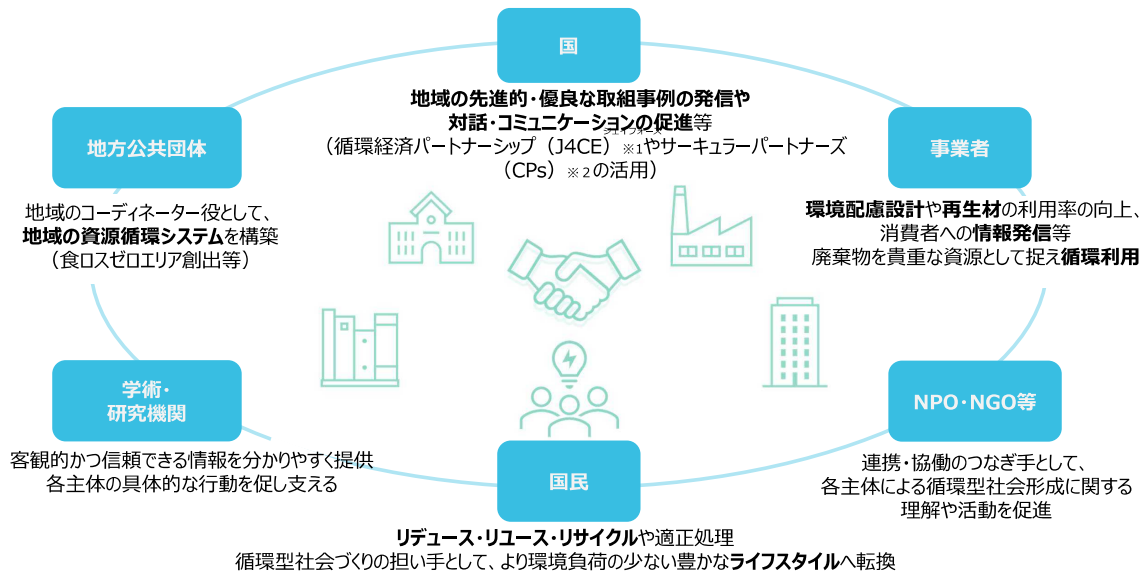 国
地域の先進的・優良な取組事例の発信や
対話・コミュニケーションの促進等
ジェイフォース
（循環経済パートナーシップ（J4CE）※1やサーキュラーパートナーズ
（CPs）※2の活用）
地方公共団体
地域のコーディネーター役として、
地域の資源循環システムを構築
（食ロスゼロエリア創出等）
事業者
環境配慮設計や再生材の利用率の向上、
消費者への情報発信等
廃棄物を貴重な資源として捉え循環利用
学術・
研究機関
客観的かつ信頼できる情報を分かりやすく提供
各主体の具体的な行動を促し支える
NPO・NGO等
連携・協働のつなぎ手として、
各主体による循環型社会形成に関する
理解や活動を促進
国民
リデュース・リユース・リサイクルや適正処理
循環型社会づくりの担い手として、より環境負荷の少ない豊かなライフスタイルへ転換